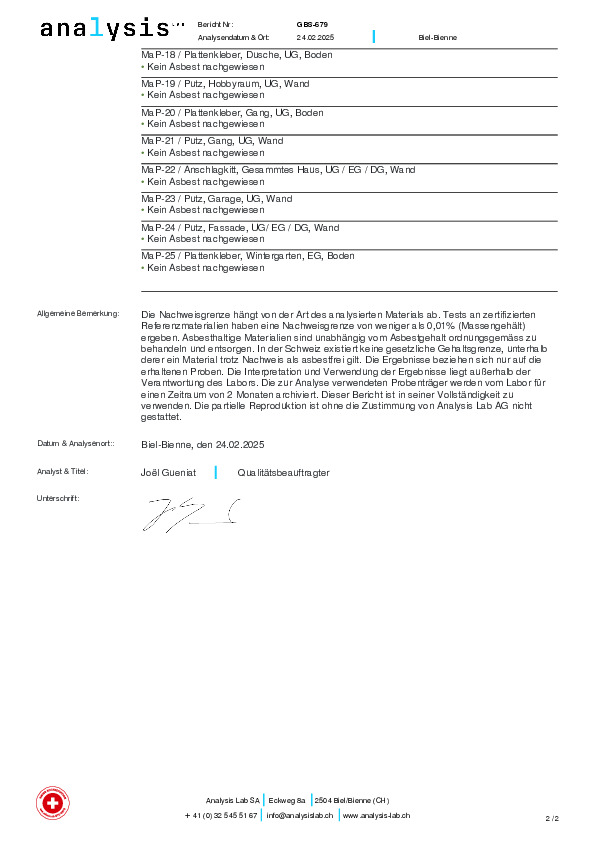 analysis
Bericht Nr: GBS-679
Analysendatum & Ort: 24.02.2025 Biel-Bienne
MaP-18 / Plattenkleber, Dusche, UG, Boden
• Kein Asbest nachgewiesen
MaP-19 / Putz, Hobbyraum, UG, Wand
• Kein Asbest nachgewiesen
MaP-20 / Plattenkleber, Gang, UG, Boden
• Kein Asbest nachgewiesen
MaP-21 / Putz, Gang, UG, Wand
• Kein Asbest nachgewiesen
MaP-22 / Anschlagkitt, Gesammtes Haus, UG / EG / DG, Wand
• Kein Asbest nachgewiesen
MaP-23 / Putz, Garage, UG, Wand
• Kein Asbest nachgewiesen
MaP-24 / Putz, Fassade, UG/ EG / DG, Wand
• Kein Asbest nachgewiesen
MaP-25 / Plattenkleber, Wintergarten, EG, Boden
• Kein Asbest nachgewiesen
Allgemeine Bemerkung:
Die Nachweisgrenze hängt von der Art des analysierten Materials ab. Tests an zertifizierten
Referenzmaterialien haben eine Nachweisgrenze von weniger als 0,01% (Massengehält)
ergeben. Asbesthaltige Materialien sind unabhängig vom Asbestgehalt ordnungsgemäss zu
behandeln und entsorgen. In der Schweiz existiert keine gesetzliche Gehaltsgrenze, unterhalb
derer ein Material trotz Nachweis als asbestfrei gilt. Die Ergebnisse beziehen sich nur auf die
erhaltenen Proben. Die Interpretation und Verwendung der Ergebnisse liegt außerhalb der
Verantwortung des Labors. Die zur Analyse verwendeten Probenträger werden vom Labor für
einen Zeitraum von 2 Monaten archiviert. Dieser Bericht ist in seiner Vollständigkeit zu
verwenden. Die partielle Reproduktion ist ohne die Zustimmung von Analysis Lab AG nicht
gestattet.
Datum & Analysenort::
Biel-Bienne, den 24.02.2025
Analyst & Titel:
Joël Gueniat Qualitätsbeauftragter
Unterschrift:
Analysis Lab SA Eckweg 8a 2504 Biel/Bienne (CH)
+ 41 (0) 32 545 51 67 info@analysislab.ch www.analysis-lab.ch
2 / 2